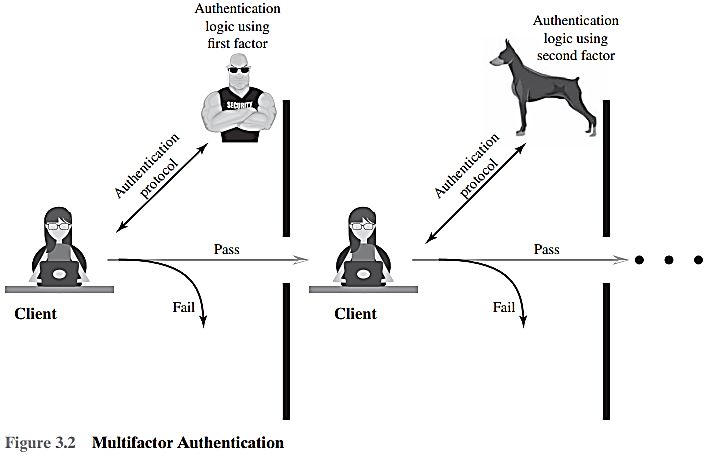 Authentication
logic using
first factor
Authentication
logic using
second factor
SECURITY
Authentication
protocol
Authentication
protocol
Pass
Pass
Fail
Fail
Client
Client
Figure 3.2 Multifactor Authentication